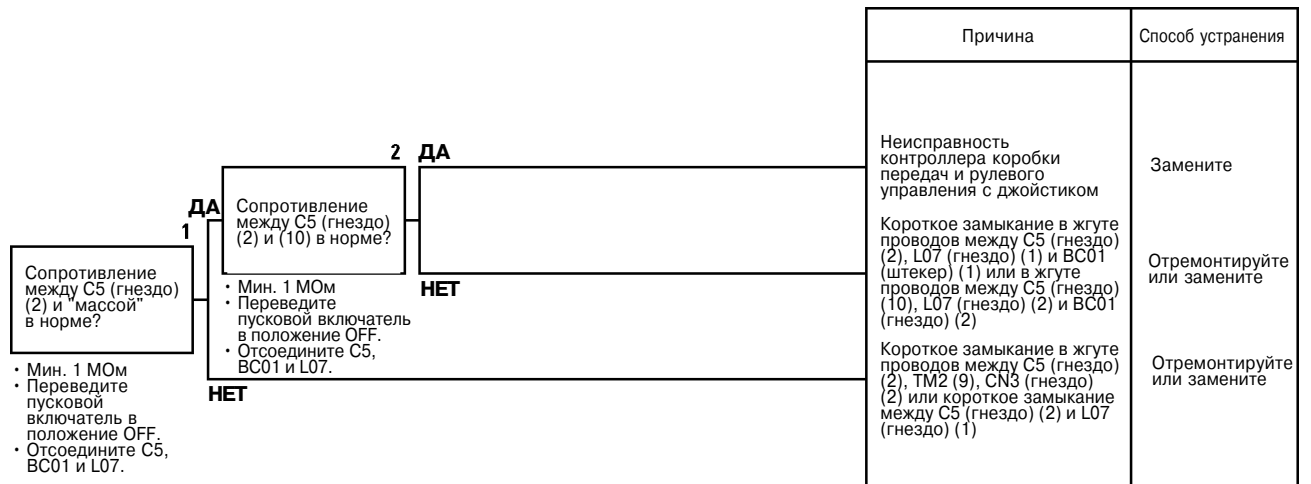 Причина
Способ устранения
1
Сопротивление
между C5 (гнездо)
(2) и "массой"
в норме?
· Мин. 1 МОм
· Переведите
пусковой
включатель в
положение OFF.
· Отсоедините C5,
BC01 и L07.
ДА
НЕТ
2
Сопротивление
между C5 (гнездо)
(2) и (10) в норме?
· Мин. 1 МОм
· Переведите
пусковой включатель
в положение OFF.
· Отсоедините C5,
BC01 и L07.
ДА
НЕТ
Неисправность
контроллера коробки
передач и рулевого
управления с джойстиком
Замените
Короткое замыкание в жгуте
проводов между C5 (гнездо)
(2), L07 (гнездо) (1) и BC01
(штекер) (1) или в жгуте
проводов между C5 (гнездо)
(10), L07 (гнездо) (2) и BC01
(гнездо) (2)
Отремонтируйте
или замените
Короткое замыкание в жгуте
проводов между C5 (гнездо)
(2), TM2 (9), CN3 (гнездо)
(2) или короткое замыкание
между C5 (гнездо) (2) и L07
(гнездо) (1)
Отремонтируйте
или замените